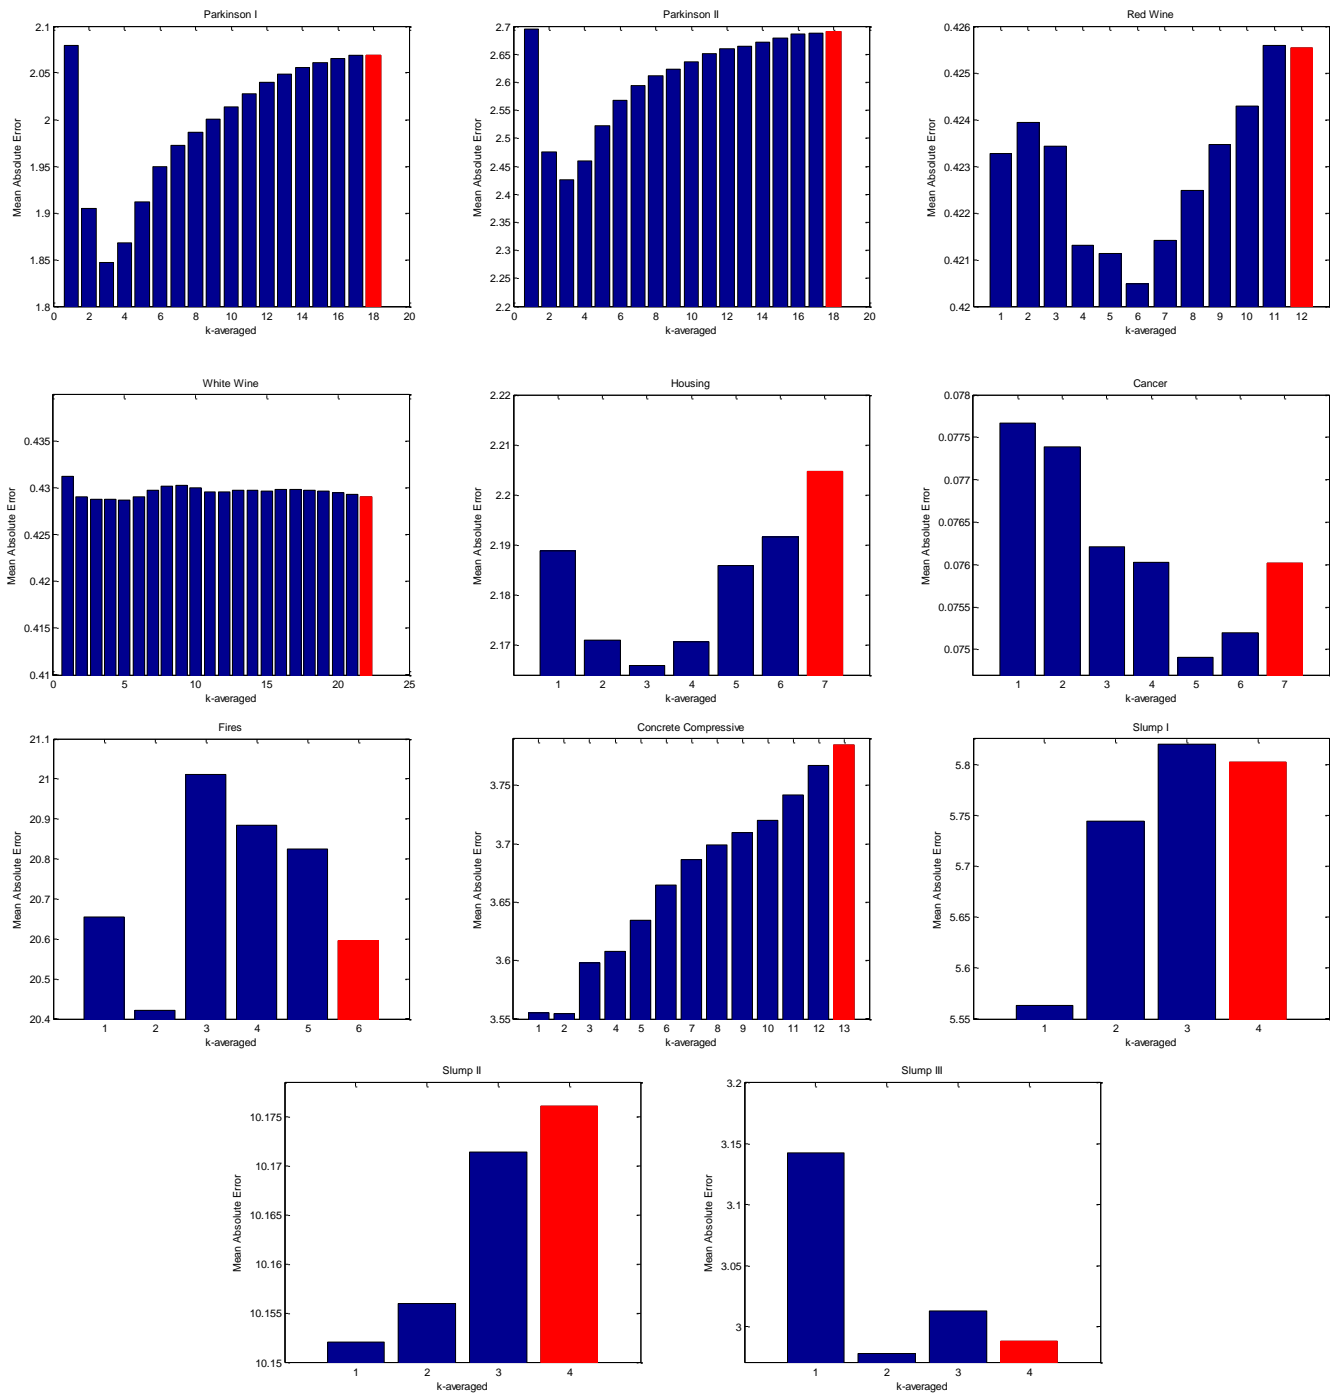 Parkinson I
2.1
2.05
2
1.95
1.9
1.85
1.8
Mean Absolute Error
0 2 4 6 8 10 12 14 16 18 20
k-averaged
Parkinson II
2.7
2.65
2.6
2.55
2.5
2.45
2.4
2.35
2.3
2.25
2.2
Mean Absolute Error
0 2 4 6 8 10 12 14 16 18 20
k-averaged
Red Wine
0.426
0.425
0.424
0.423
0.422
0.421
0.42
Mean Absolute Error
1 2 3 4 5 6 7 8 9 10 11 12
k-averaged
White Wine
0.435
0.43
0.425
0.42
0.415
0.41
Mean Absolute Error
0 5 10 15 20 25
k-averaged
Housing
2.22
2.21
2.2
2.19
2.18
2.17
Mean Absolute Error
1 2 3 4 5 6 7
k-averaged
Cancer
0.078
0.0775
0.077
0.0765
0.076
0.0755
0.075
Mean Absolute Error
1 2 3 4 5 6 7
k-averaged
Fires
21.1
21
20.9
20.8
20.7
20.6
20.5
20.4
Mean Absolute Error
1 2 3 4 5 6
k-averaged
Concrete Compressive
3.75
3.7
3.65
3.6
3.55
Mean Absolute Error
1 2 3 4 5 6 7 8 9 10 11 12 13
k-averaged
Slump I
5.8
5.75
5.7
5.65
5.6
5.55
Mean Absolute Error
1 2 3 4
k-averaged
Slump II
10.175
10.17
10.165
10.16
10.155
10.15
Mean Absolute Error
1 2 3 4
k-averaged
Slump III
3.2
3.15
3.1
3.05
3
Mean Absolute Error
1 2 3 4
k-averaged